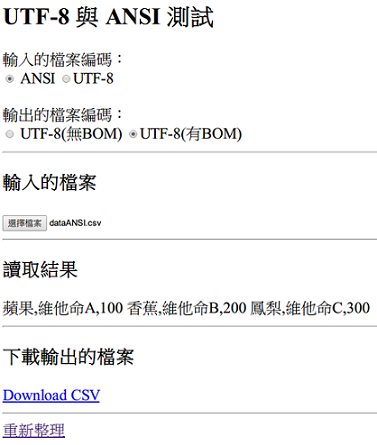 UTF-8 與 ANSI 測試
輸入的檔案編碼：
ANSI UTF-8
輸出的檔案編碼：
UTF-8(無BOM) UTF-8(有BOM)
輸入的檔案
選擇檔案 dataANSI.csv
讀取結果
蘋果,維他命A,100 香蕉,維他命B,200 鳳梨,維他命C,300
下載輸出的檔案
Download CSV
重新整理